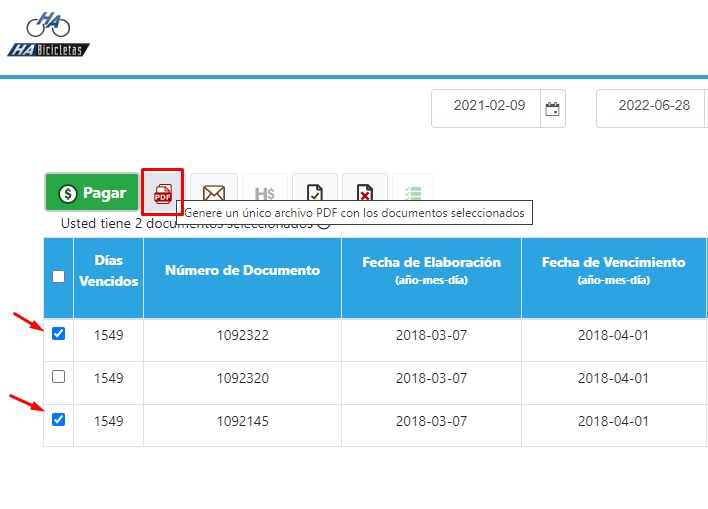 HA
HA Bicicletas
2021-02-09
2022-06-28
$ Pagar
PDF
H$
Genere un único archivo PDF con los documentos seleccionados
Usted tiene 2 documentos seleccionados
Días Vencidos
Número de Documento
Fecha de Elaboración
(año-mes-día)
Fecha de Vencimiento
(año-mes-día)
1549 1092322 2018-03-07 2018-04-01
1549 1092320 2018-03-07 2018-04-01
1549 1092145 2018-03-07 2018-04-01